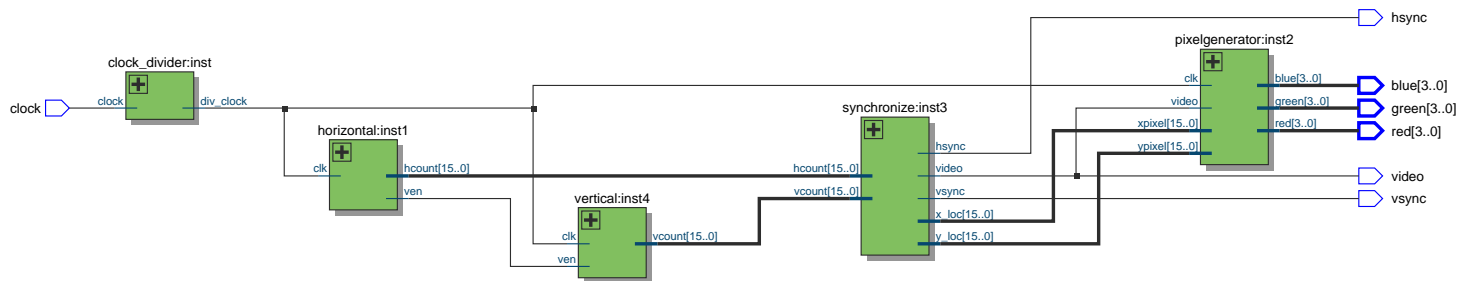 hsync
pixelgenerator:inst2
clock_divider:inst
clk
blue[3..0]
blue[3..0]
clock
clock
div_clock
video
green[3..0]
green[3..0]
synchronize:inst3
xpixel[15..0]
red[3..0]
red[3..0]
horizontal:inst1
ypixel[15..0]
hsync
clk
hcount[15..0]
hcount[15..0]
video
video
ven
vcount[15..0]
vsync
vsync
vertical:inst4
x_loc[15..0]
clk
vcount[15..0]
y_loc[15..0]
ven